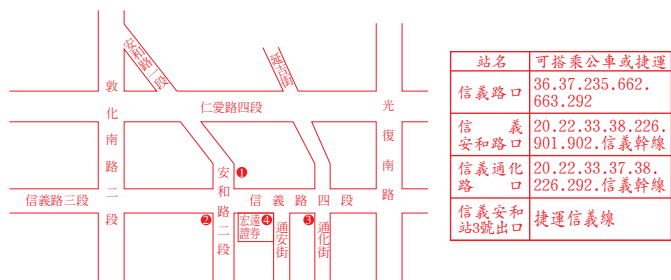 安和路一段
延吉街
敦化南路二段
仁愛路四段
光復南路
信義路三段
安和路二段
信義路四段
❶
❷
宏遠證券
❹
❸
通安街
通化街
站名 可搭乘公車或捷運
信義路口 36.37.235.662.
663.292
信義 20.22.33.38.226.
安和路口 901.902.信義幹線
信義通化 20.22.33.37.38.
路口 226.292.信義幹線
信義安和
站3號出口 捷運信義線